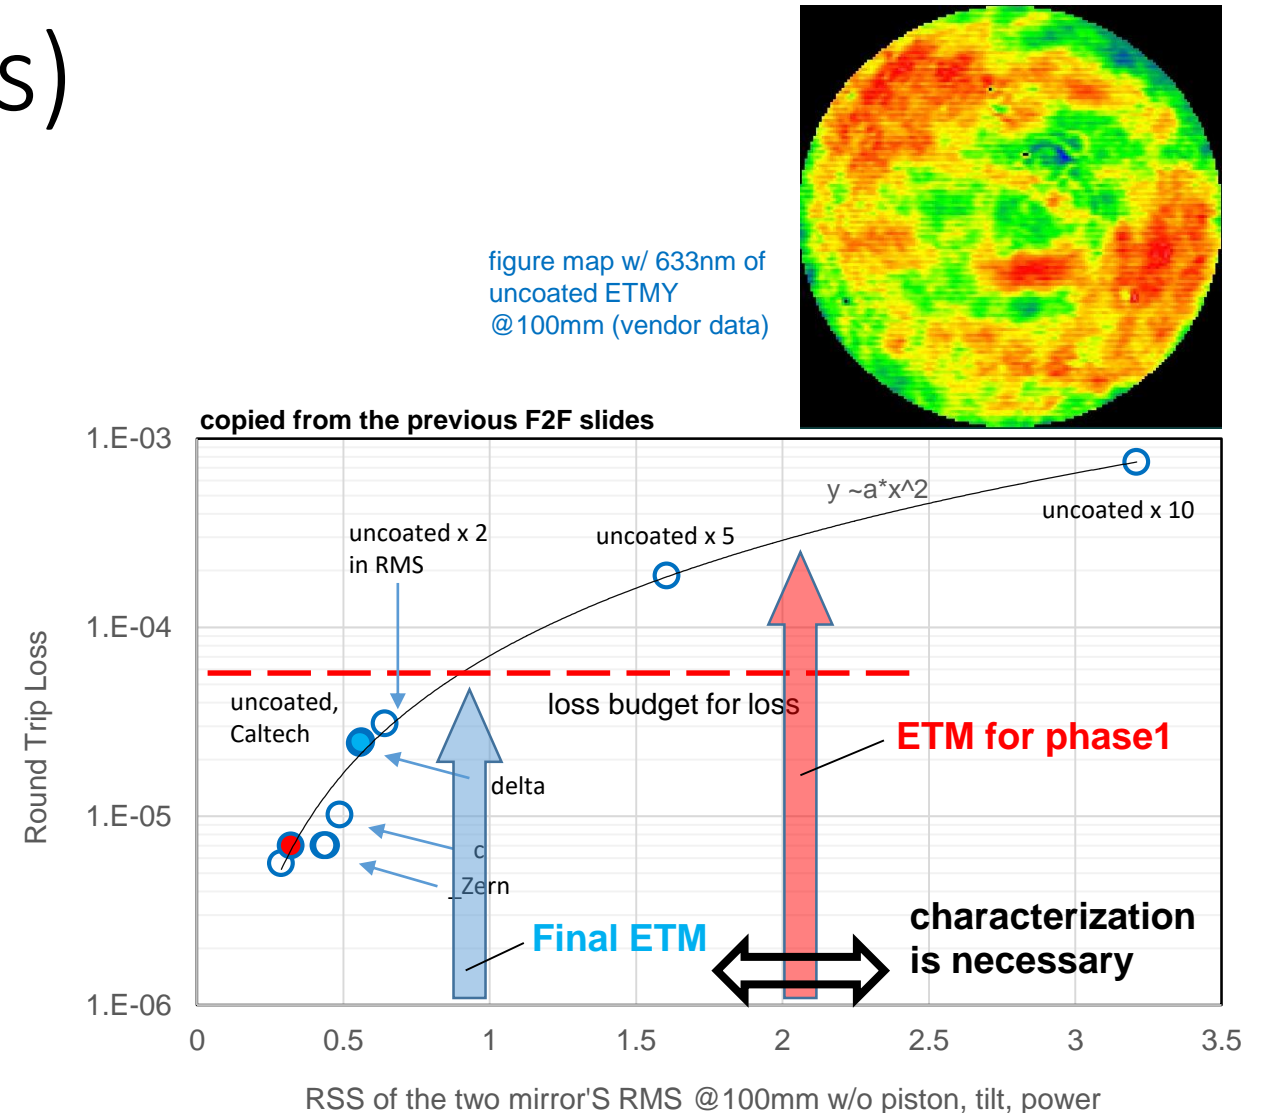 s)
figure map w/ 633nm of
uncoated ETMY
@100mm (vendor data)
copied from the previous F2F slides
1.E-03
1.E-04
1.E-05
1.E-06
Round Trip Loss
y ~a*x^2
uncoated x 10
uncoated x 2
in RMS
uncoated x 5
uncoated,
Caltech
loss budget for loss
ETM for phase1
delta
c
_Zern
Final ETM
characterization
is necessary
0 0.5 1 1.5 2 2.5 3 3.5
RSS of the two mirror'S RMS @100mm w/o piston, tilt, power